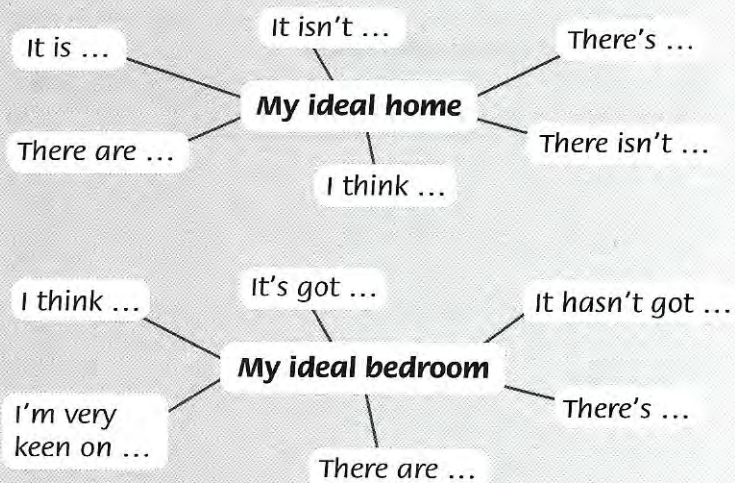 It is ...
It isn't ...
There's ...
My ideal home
There are ...
I think ...
There isn't ...
I think ...
It's got ...
It hasn't got ...
My ideal bedroom
I'm very
keen on ...
There are ...
There's ...